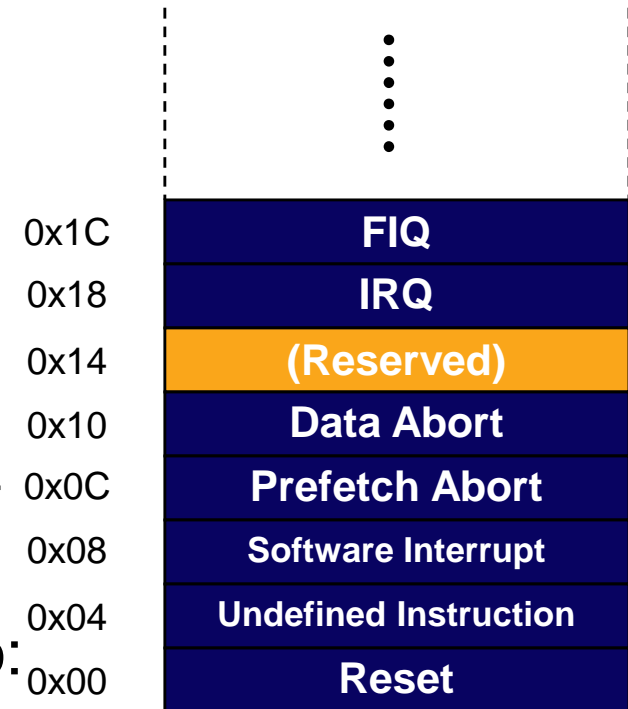 0x1C FIQ
0x18 IRQ
0x14 (Reserved)
0x10 Data Abort
0x0C Prefetch Abort
0x08 Software Interrupt
0x04 Undefined Instruction
0x00 Reset